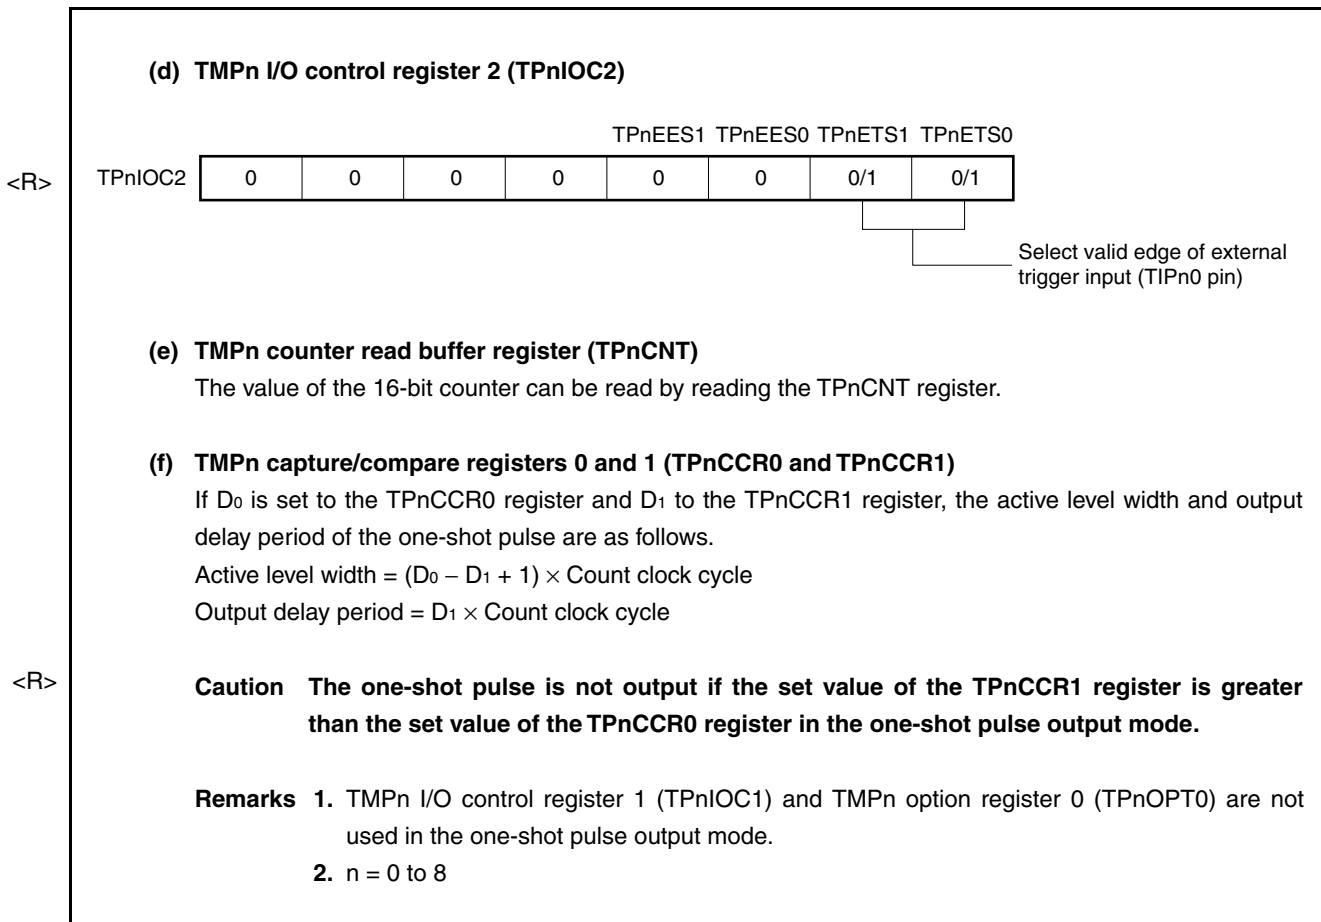 (d) TMPn I/O control register 2 (TPnIOC2)
TPnEES1 TPnEES0 TPnETS1 TPnETS0
<R> TPnIOC2 0 0 0 0 0 0 0/1 0/1
Select valid edge of external
trigger input (TIPn0 pin)
(e) TMPn counter read buffer register (TPnCNT)
The value of the 16-bit counter can be read by reading the TPnCNT register.
(f) TMPn capture/compare registers 0 and 1 (TPnCCR0 and TPnCCR1)
If D0 is set to the TPnCCR0 register and D1 to the TPnCCR1 register, the active level width and output
delay period of the one-shot pulse are as follows.
Active level width = (D0 − D1 + 1) × Count clock cycle
Output delay period = D1 × Count clock cycle
<R> Caution The one-shot pulse is not output if the set value of the TPnCCR1 register is greater
than the set value of the TPnCCR0 register in the one-shot pulse output mode.
Remarks 1. TMPn I/O control register 1 (TPnIOC1) and TMPn option register 0 (TPnOPT0) are not
used in the one-shot pulse output mode.
2. n = 0 to 8